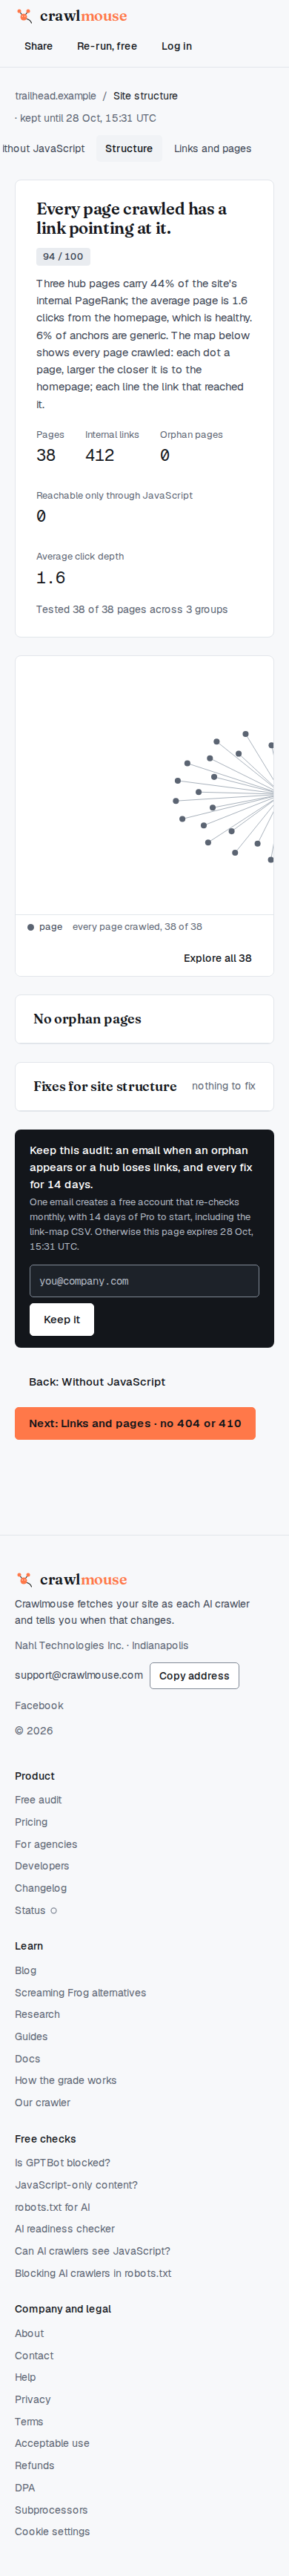 crawlmouse
Share Re-run, free Log in
trailhead.example / Site structure
· kept until 28 Oct, 15:31 UTC
ithout JavaScript Structure Links and pages
Every page crawled has a
link pointing at it.
94 / 100
Three hub pages carry 44% of the site's
internal PageRank; the average page is 1.6
clicks from the homepage, which is healthy.
6% of anchors are generic. The map below
shows every page crawled: each dot a
page, larger the closer it is to the
homepage; each line the link that reached
it.
Pages Internal links Orphan pages
38 412 0
Reachable only through JavaScript
0
Average click depth
1.6
Tested 38 of 38 pages across 3 groups
page every page crawled, 38 of 38
Explore all 38
No orphan pages
Fixes for site structure nothing to fix
Keep this audit: an email when an orphan
appears or a hub loses links, and every fix
for 14 days.
One email creates a free account that re-checks
monthly, with 14 days of Pro to start, including the
link-map CSV. Otherwise this page expires 28 Oct,
15:31 UTC.
you@company.com
Keep it
Back: Without JavaScript
Next: Links and pages · no 404 or 410
crawlmouse
Crawlmouse fetches your site as each AI crawler
and tells you when that changes.
Nahl Technologies Inc. · Indianapolis
support@crawlmouse.com Copy address
Facebook
© 2026
Product
Free audit
Pricing
For agencies
Developers
Changelog
Status
Learn
Blog
Screaming Frog alternatives
Research
Guides
Docs
How the grade works
Our crawler
Free checks
Is GPTBot blocked?
JavaScript-only content?
robots.txt for AI
AI readiness checker
Can AI crawlers see JavaScript?
Blocking AI crawlers in robots.txt
Company and legal
About
Contact
Help
Privacy
Terms
Acceptable use
Refunds
DPA
Subprocessors
Cookie settings